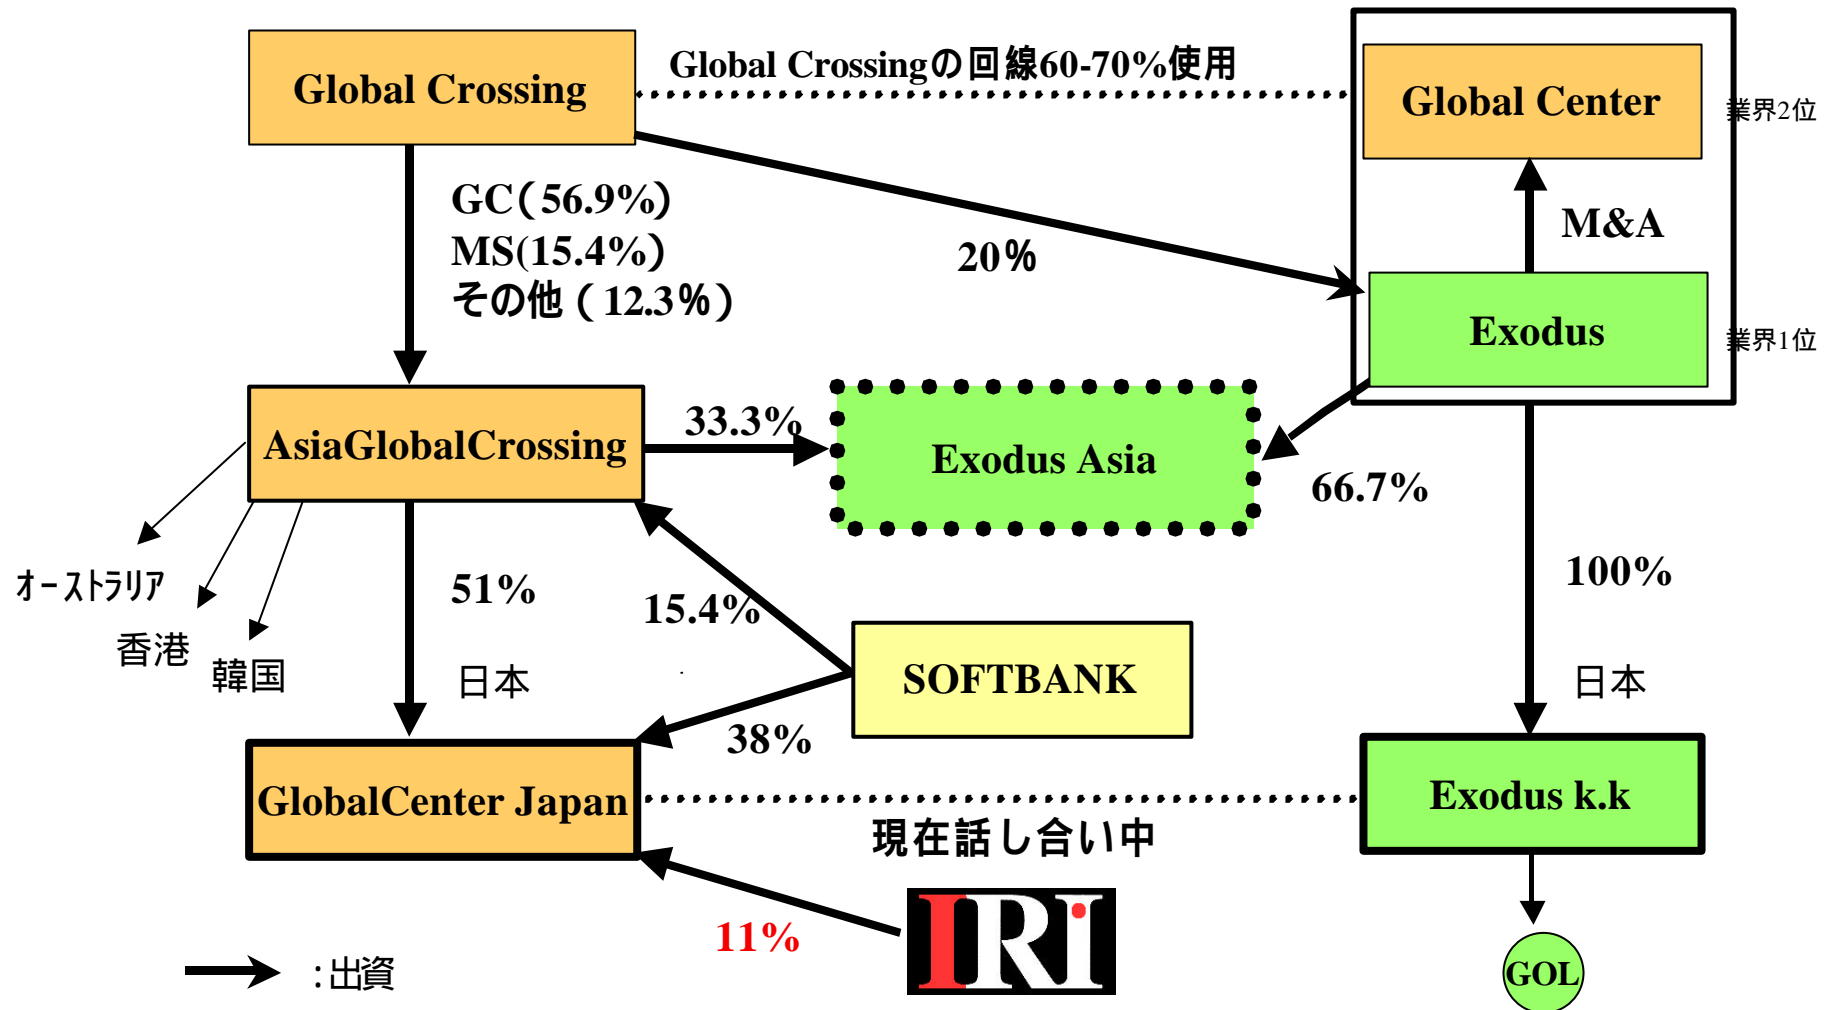 Global Crossing
Global Crossingの回線60-70%使用
Global Center
業界2位
GC(56.9%)
MS(15.4%)
その他(12.3%)
20%
M&A
Exodus
業界1位
AsiaGlobalCrossing
33.3%
Exodus Asia
66.7%
オーストラリア
香港
韓国
51%
日本
15.4%
SOFTBANK
38%
100%
日本
GlobalCenter Japan
現在話し合い中
Exodus k.k
11%
IRi
GOL
:出資